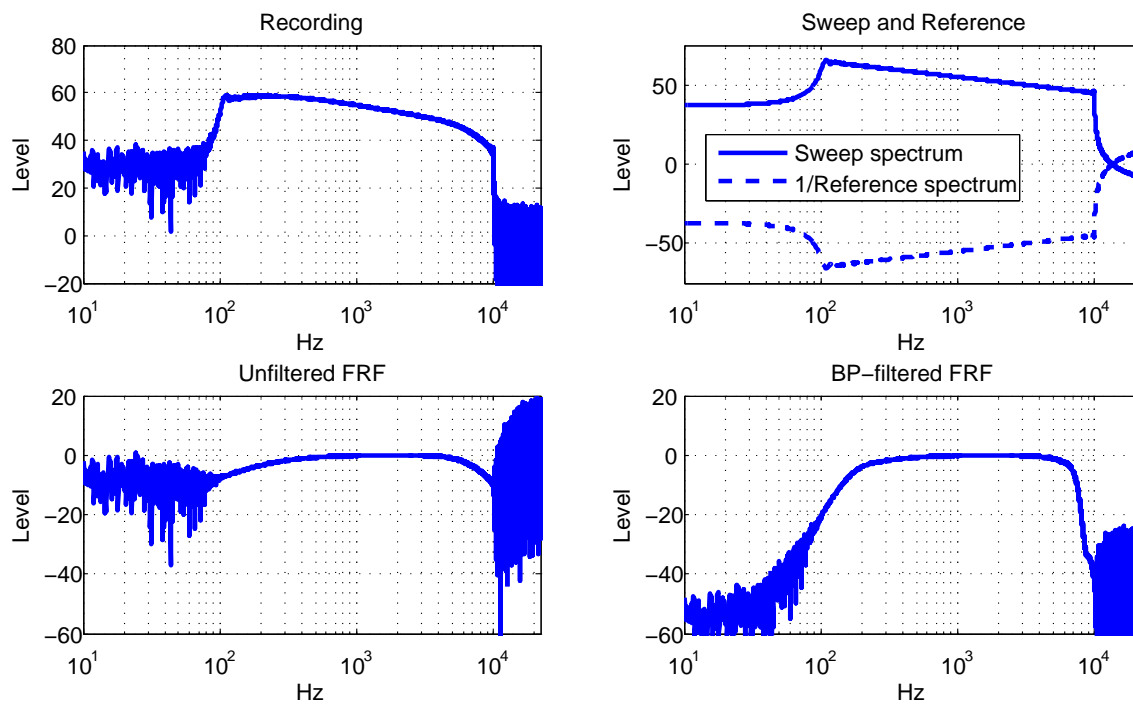 Recording
80
60
40
20
0
−20
10^1
10^2
10^3
10^4
Hz
Level
Sweep and Reference
50
0
−50
10^1
10^2
10^3
10^4
Hz
Level
Sweep spectrum
1/Reference spectrum
Unfiltered FRF
20
0
−20
−40
−60
10^1
10^2
10^3
10^4
Hz
Level
BP−filtered FRF
20
0
−20
−40
−60
10^1
10^2
10^3
10^4
Hz
Level